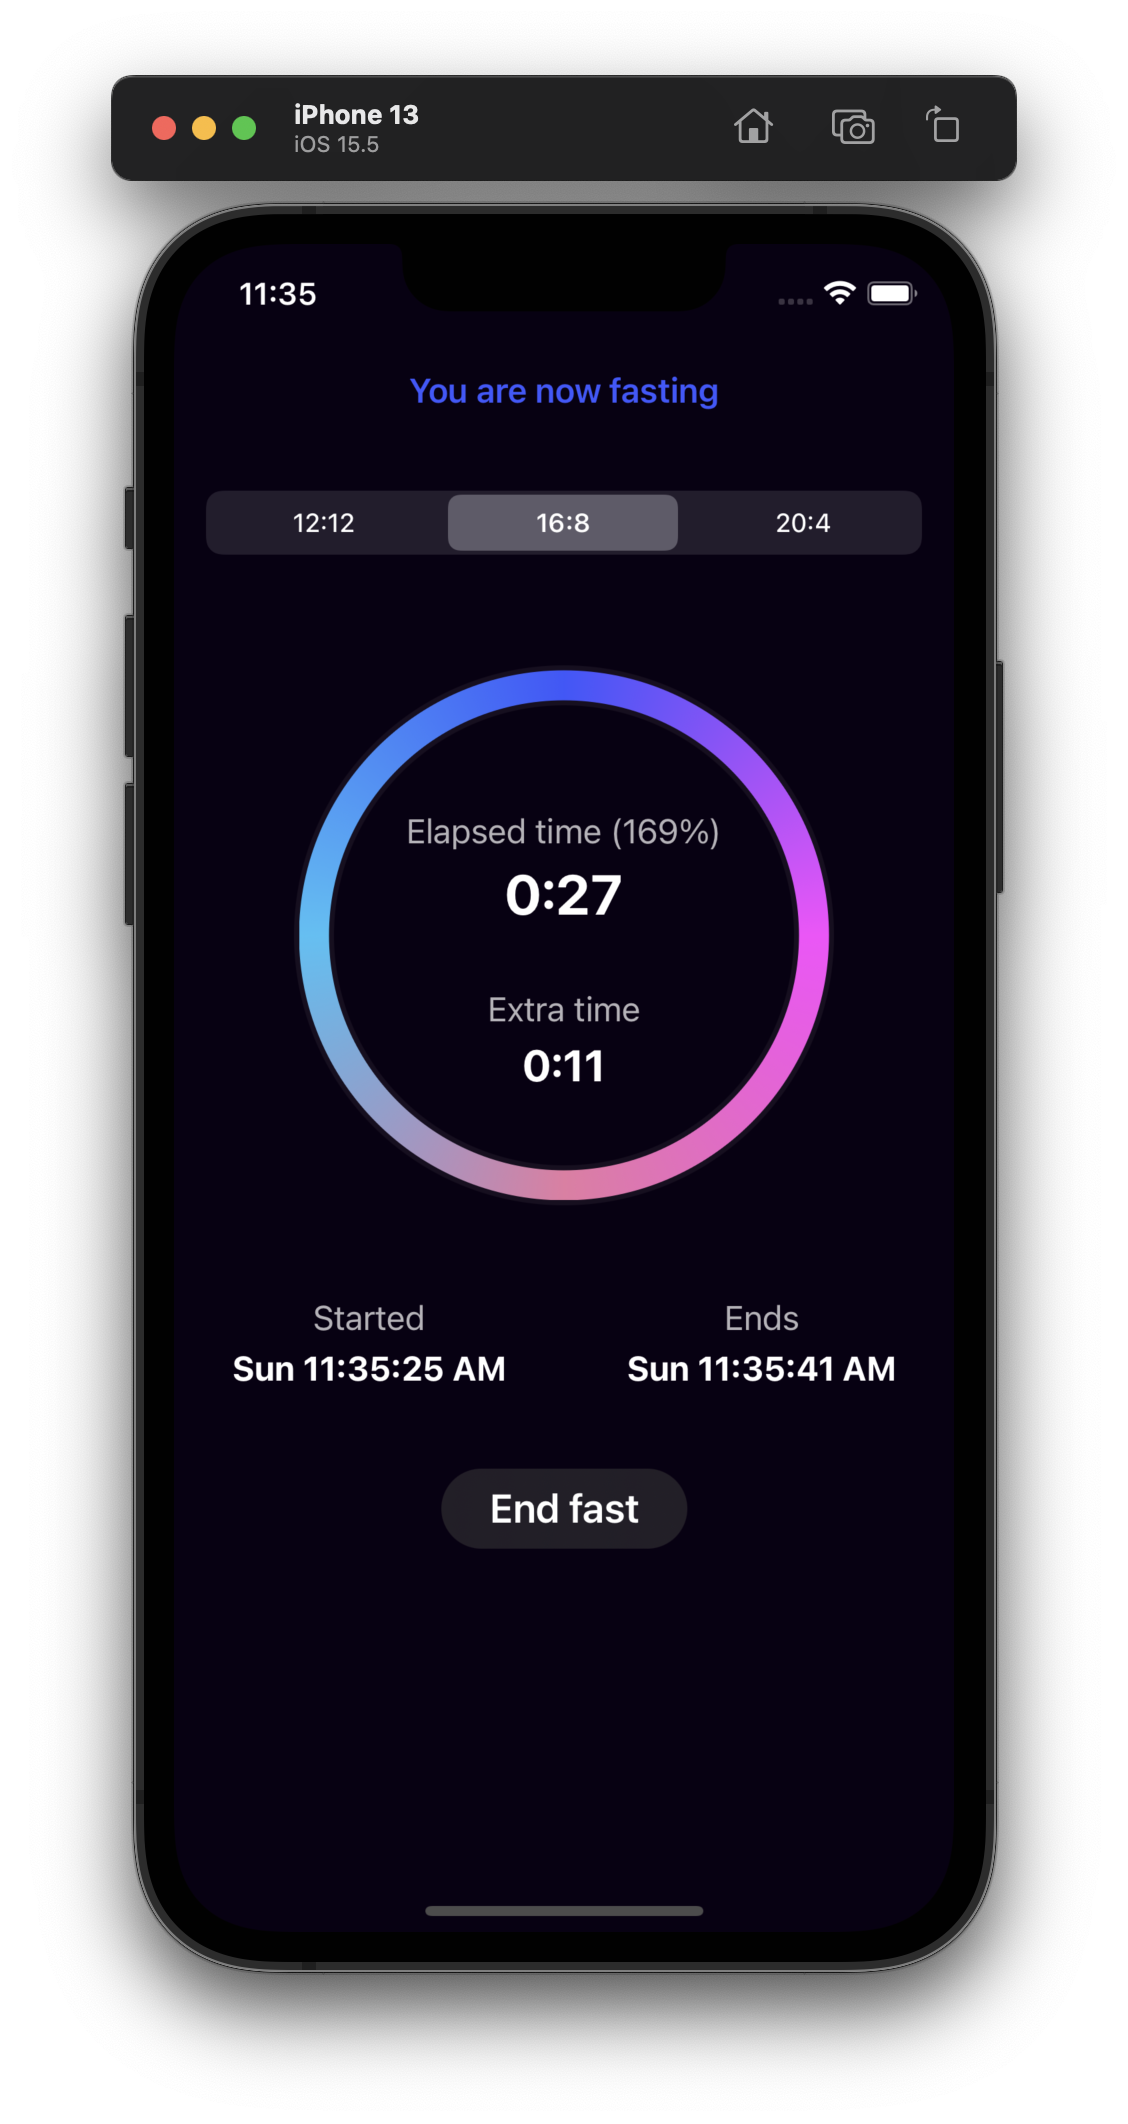 iPhone 13
iOS 15.5
11:35
You are now fasting
12:12 16:8 20:4
Elapsed time (169%)
0:27
Extra time
0:11
Started Ends
Sun 11:35:25 AM Sun 11:35:41 AM
End fast